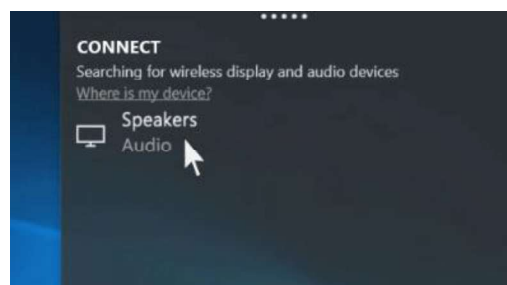 CONNECT
Searching for wireless display and audio devices
Where is my device?
Speakers
Audio